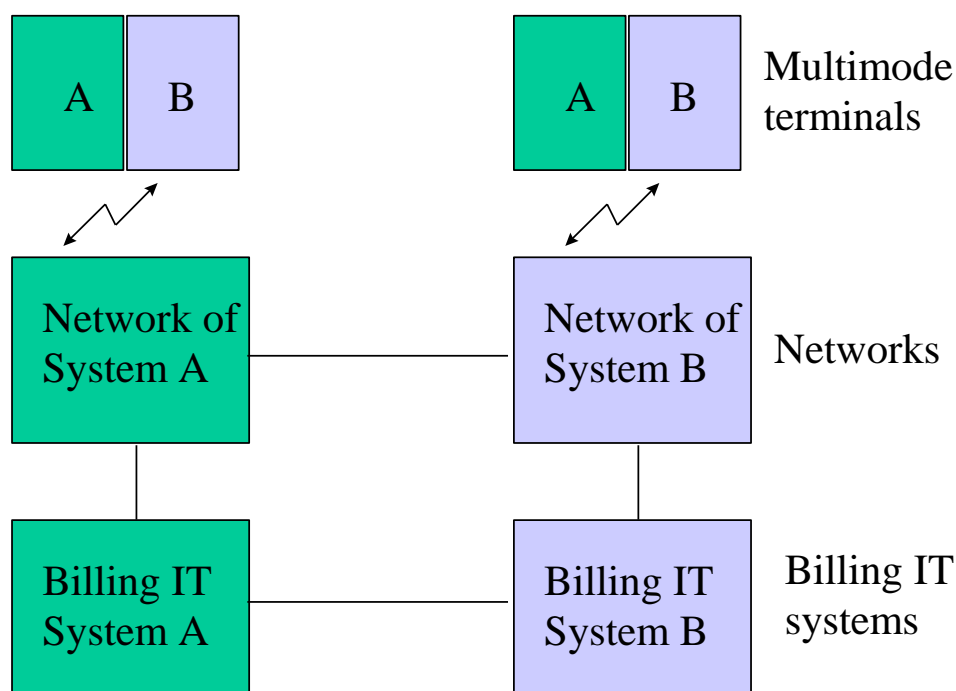 A B
A B
Multimode
terminals
Network of
System A
Network of
System B
Networks
Billing IT
System A
Billing IT
System B
Billing IT
systems